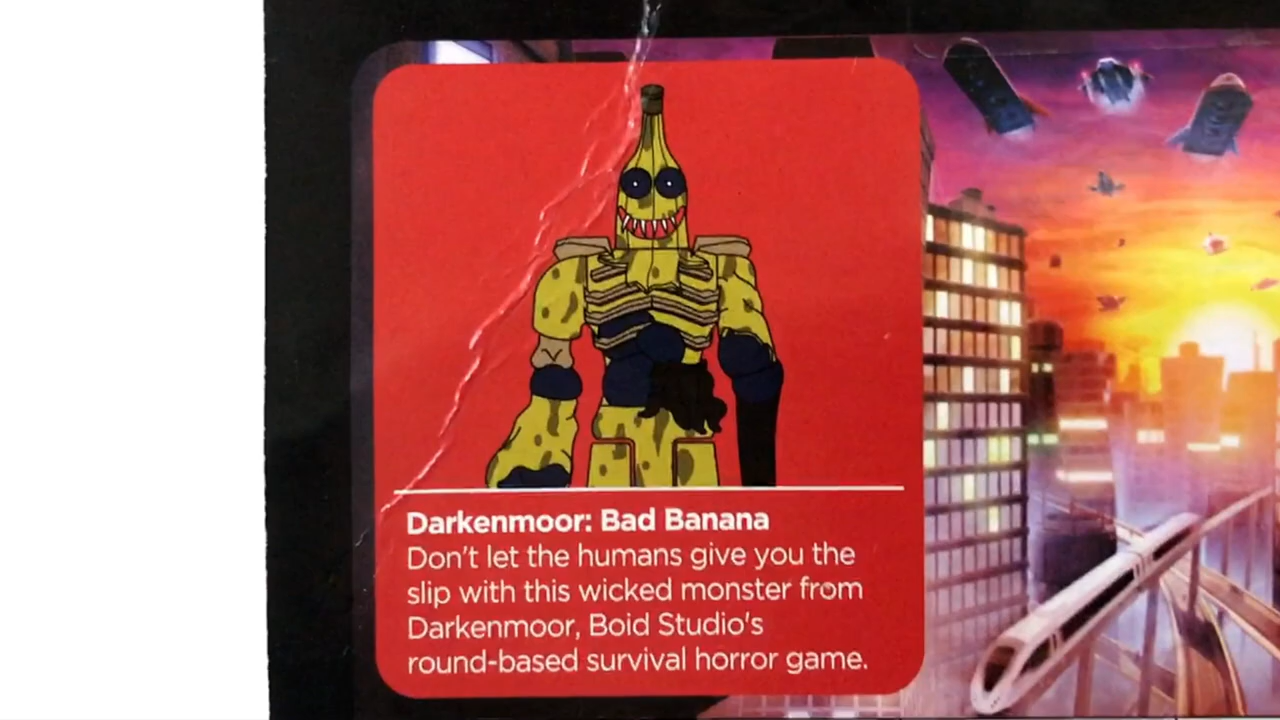 Darkenmoor: Bad Banana
Don't let the humans give you the
slip with this wicked monster from
Darkenmoor, Boid Studio's
round-based survival horror game.